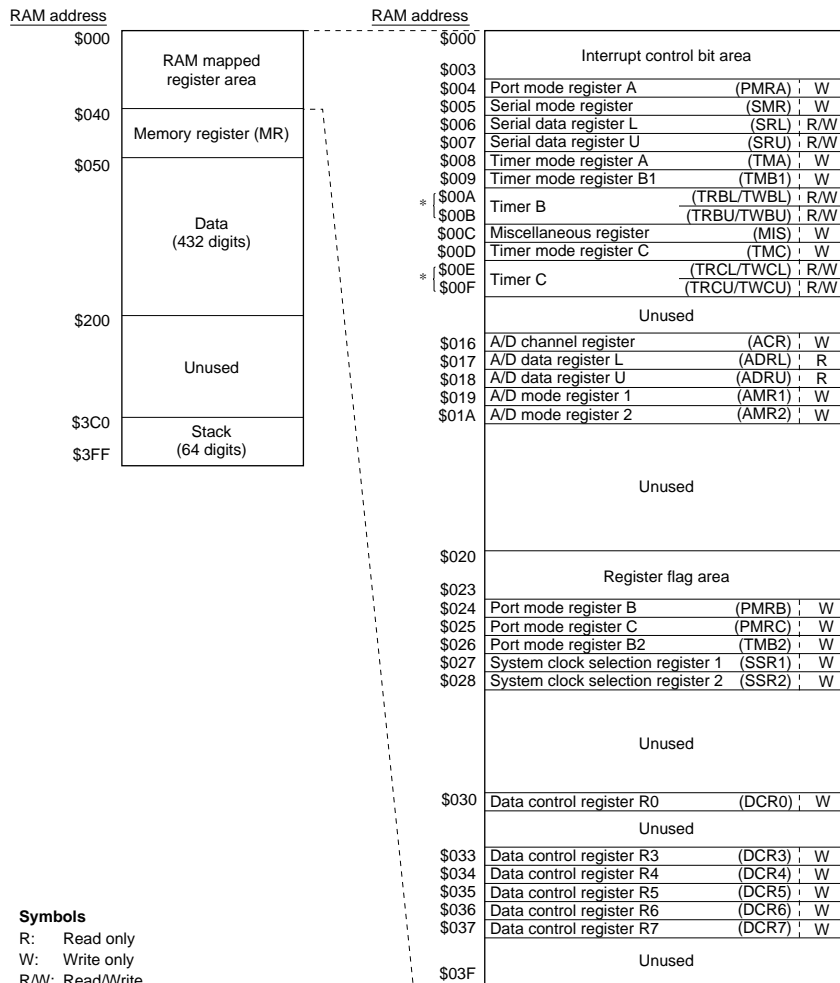 RAM address
$000
RAM mapped
register area
$040
Memory register (MR)
$050
Data
(432 digits)
$200
Unused
$3C0
Stack
(64 digits)
$3FF
RAM address
$000
Interrupt control bit area
$003
$004 Port mode register A (PMRA) W
$005 Serial mode register (SMR) W
$006 Serial data register L (SRL) R/W
$007 Serial data register U (SRU) R/W
$008 Timer mode register A (TMA) W
$009 Timer mode register B1 (TMB1) W
* $00A Timer B (TRBL/TWBL) R/W
$00B (TRBU/TWBU) R/W
$00C Miscellaneous register (MIS) W
$00D Timer mode register C (TMC) W
* $00E Timer C (TRCL/TWCL) R/W
$00F (TRCU/TWCU) R/W
Unused
$016 A/D channel register (ACR) W
$017 A/D data register L (ADRL) R
$018 A/D data register U (ADRU) R
$019 A/D mode register 1 (AMR1) W
$01A A/D mode register 2 (AMR2) W
Unused
$020
Register flag area
$023
$024 Port mode register B (PMRB) W
$025 Port mode register C (PMRC) W
$026 Port mode register B2 (TMB2) W
$027 System clock selection register 1 (SSR1) W
$028 System clock selection register 2 (SSR2) W
Unused
$030 Data control register R0 (DCR0) W
Unused
$033 Data control register R3 (DCR3) W
$034 Data control register R4 (DCR4) W
$035 Data control register R5 (DCR5) W
$036 Data control register R6 (DCR6) W
$037 Data control register R7 (DCR7) W
Unused
$03F
Symbols
R: Read only
W: Write only
R/W: Read/Write